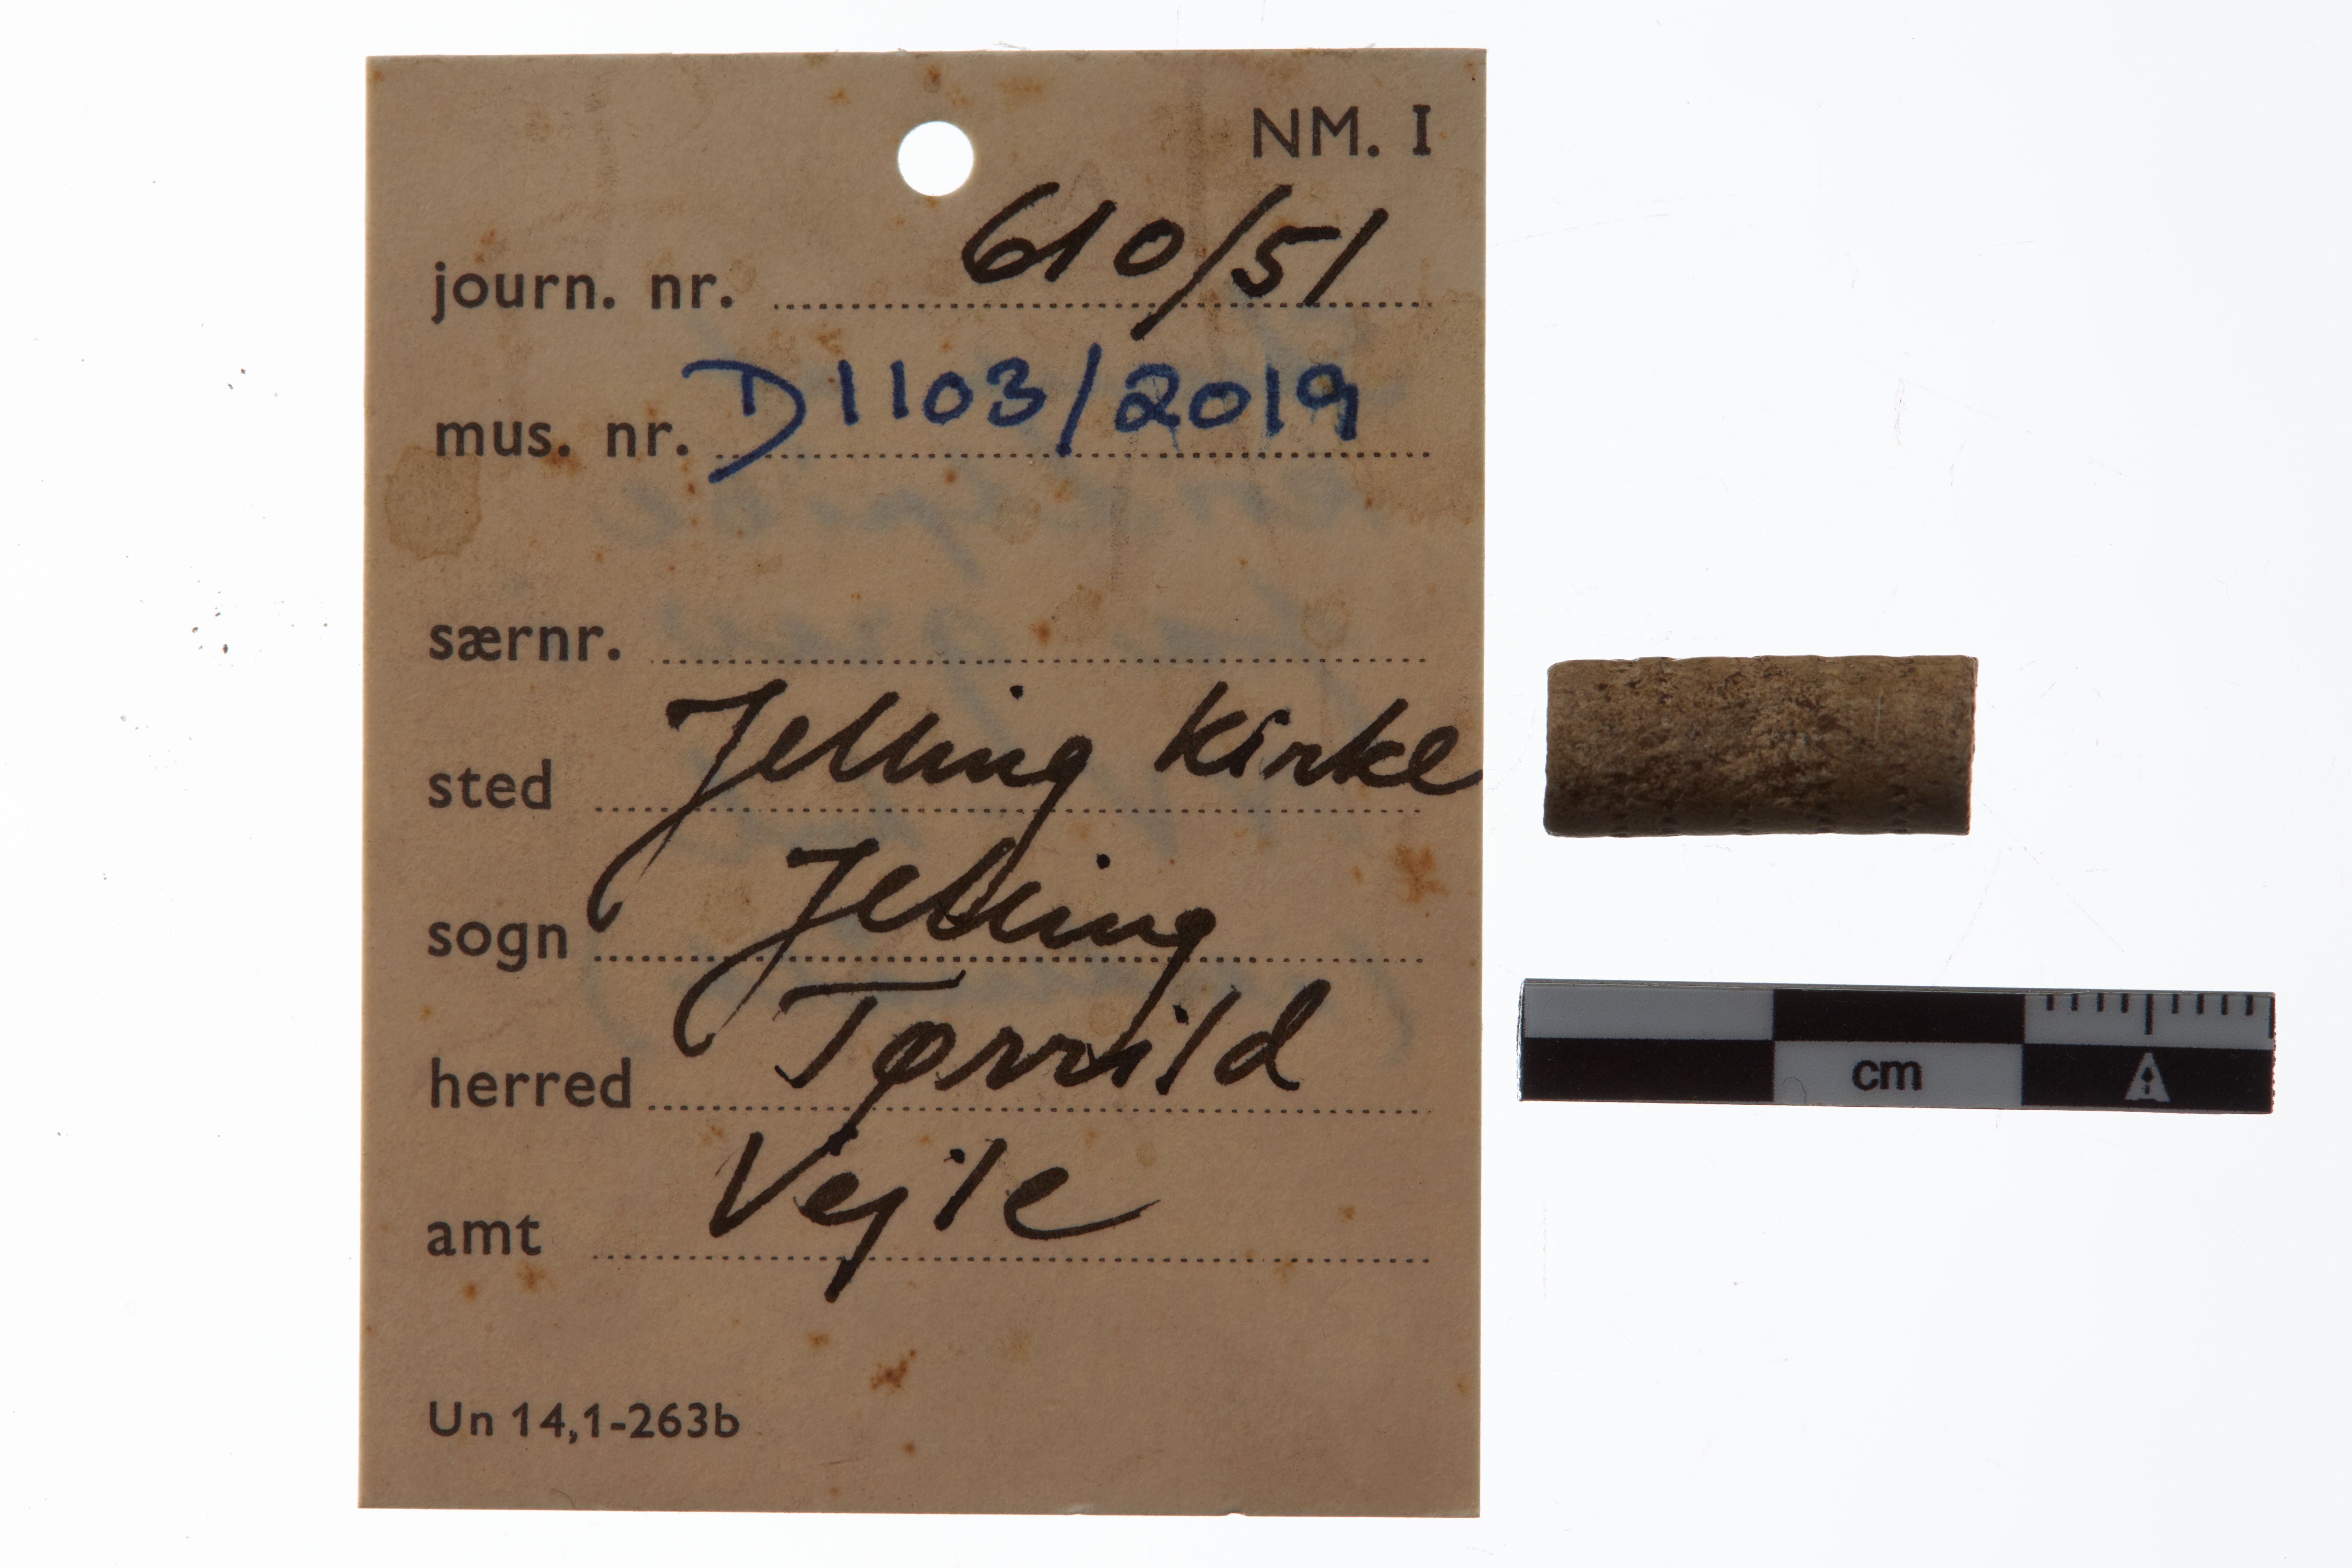 NM. I
journ. nr. 610/51
mus. nr. D1103/2019
særnr.
sted Jelling Kirke
sogn Jelling
herred Tørrild
amt Vejle
Un 14,1-263b
cm
A